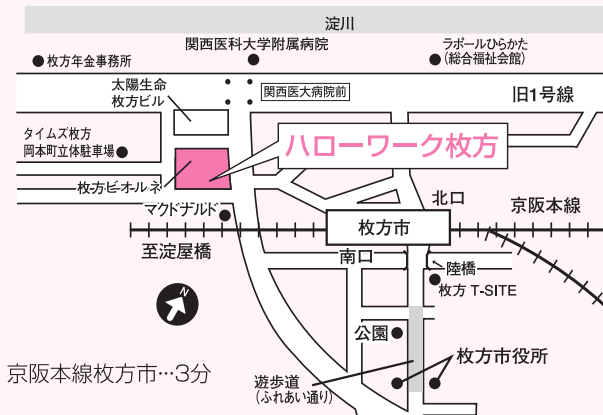 淀川
関西医科大学附属病院
ラポールひらかた
(総合福祉会館)
枚方年金事務所
太陽生命
枚方ビル
関西医大病院前
旧1号線
タイムズ枚方
岡本町立体駐車場
ハローワーク枚方
枚方ビオルネ
北口
マクドナルド
枚方市
京阪本線
至淀屋橋
南口
陸橋
枚方 T-SITE
N
公園
枚方市役所
京阪本線枚方市…3分
遊歩道
(ふれあい通り)